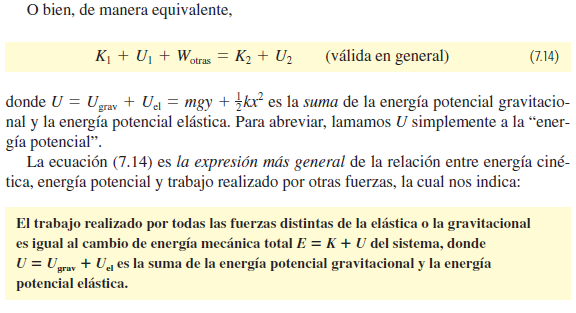 O bien, de manera equivalente,
K₁ + U₁ + W_otras = K₂ + U₂ (válida en general) (7.14)
donde U = U_grav + U_el = mgy + ½kx² es la suma de la energía potencial gravitacio-
nal y la energía potencial elástica. Para abreviar, lamamos U simplemente a la “ener-
gía potencial”.
La ecuación (7.14) es la expresión más general de la relación entre energía ciné-
tica, energía potencial y trabajo realizado por otras fuerzas, la cual nos indica:
El trabajo realizado por todas las fuerzas distintas de la elástica o la gravitacional
es igual al cambio de energía mecánica total E = K + U del sistema, donde
U = U_grav + U_el es la suma de la energía potencial gravitacional y la energía
potencial elástica.